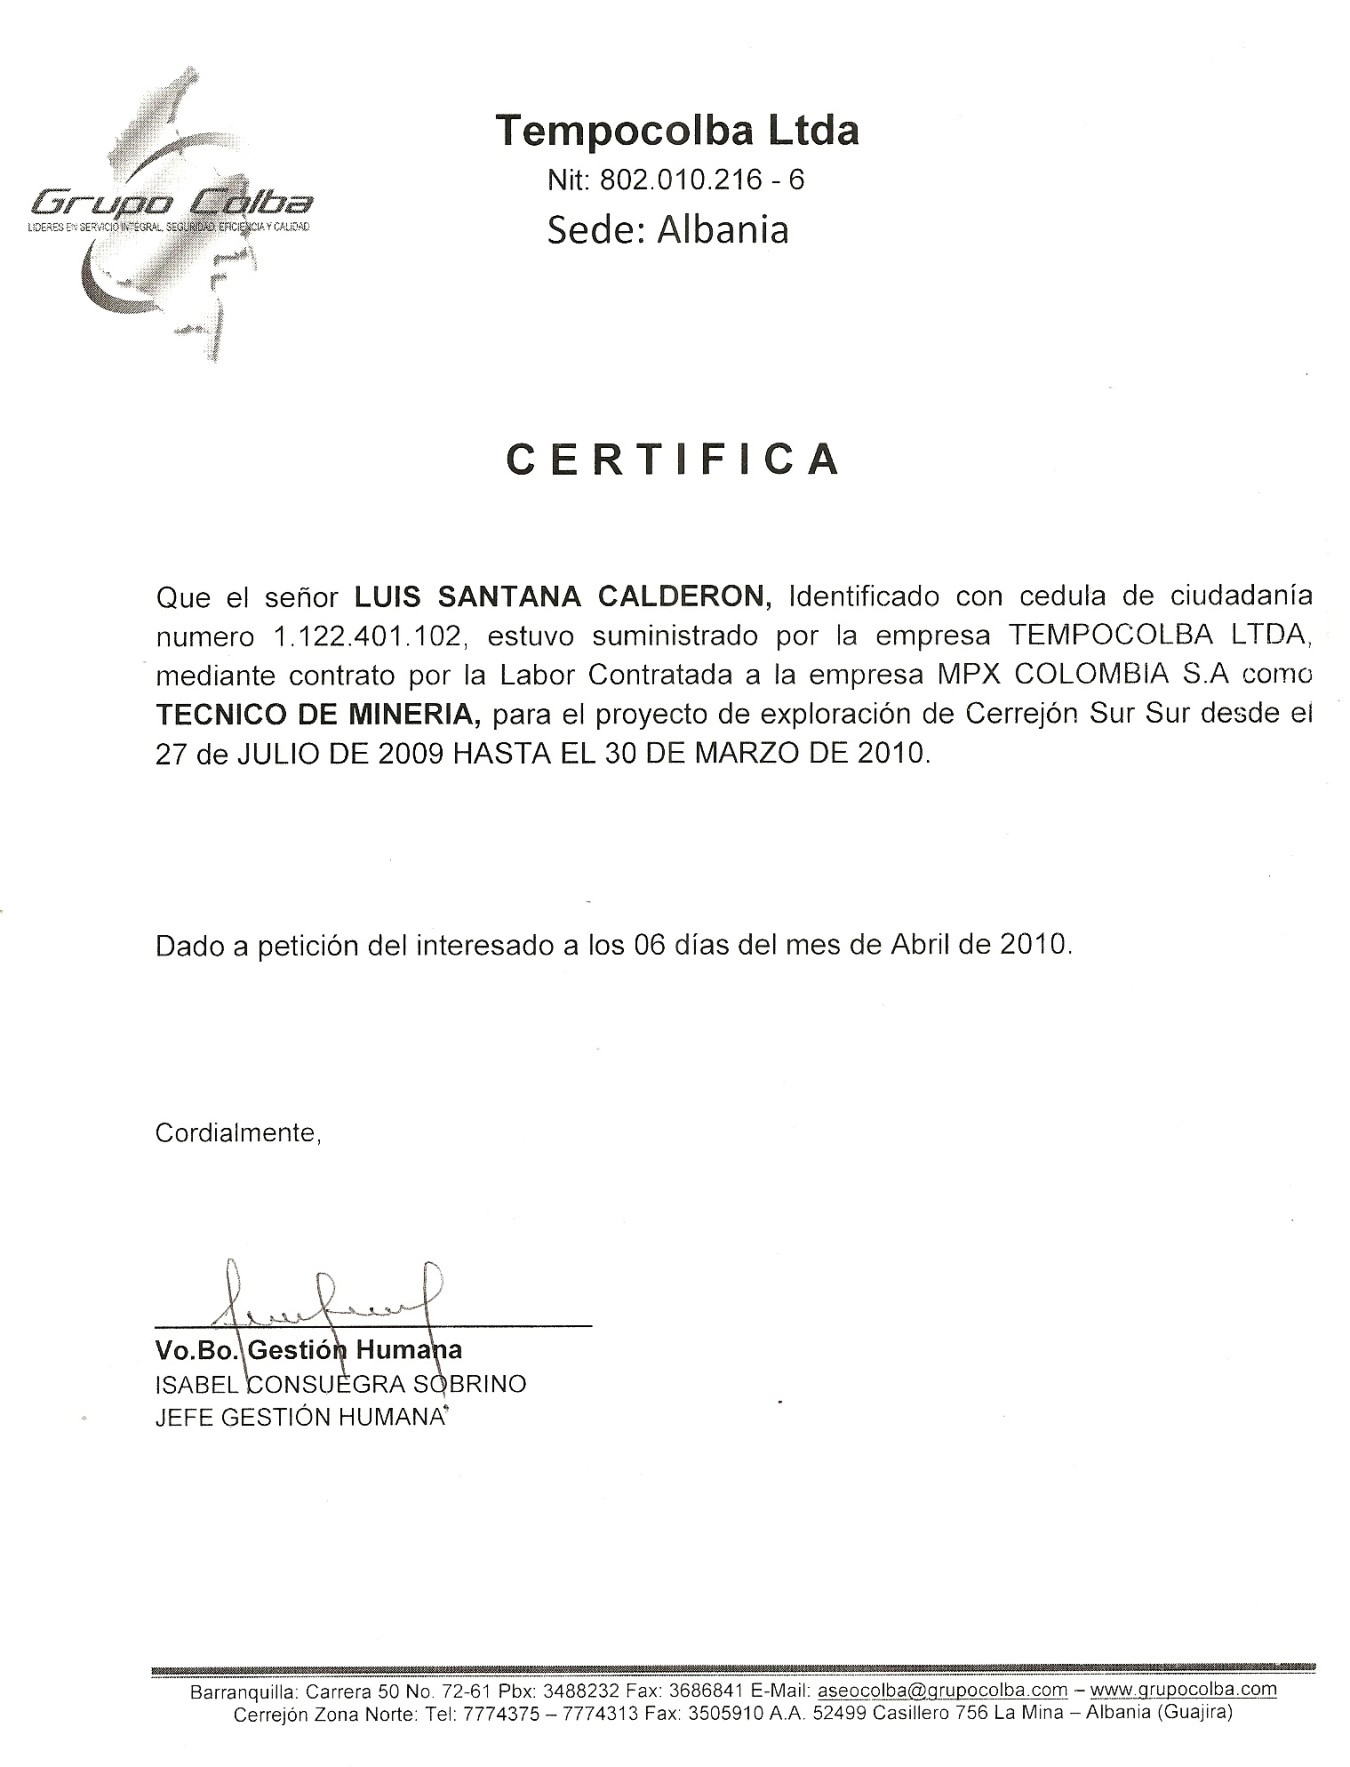 Tempocolba Ltda
Nit: 802.010.216 - 6
Sede: Albania
Grupo Colba
LIDERES EN SERVICIO INTEGRAL, SEGURIDAD, EFICIENCIA Y CALIDAD
CERTIFICA
Que el señor LUIS SANTANA CALDERON, Identificado con cedula de ciudadanía
numero 1.122.401.102, estuvo suministrado por la empresa TEMPOCOLBA LTDA,
mediante contrato por la Labor Contratada a la empresa MPX COLOMBIA S.A como
TECNICO DE MINERIA, para el proyecto de exploración de Cerrejón Sur Sur desde el
27 de JULIO DE 2009 HASTA EL 30 DE MARZO DE 2010.
Dado a petición del interesado a los 06 días del mes de Abril de 2010.
Cordialmente,
Vo.Bo. Gestión Humana
ISABEL CONSUEGRA SOBRINO
JEFE GESTIÓN HUMANA
Barranquilla: Carrera 50 No. 72-61 Pbx: 3488232 Fax: 3686841 E-Mail: aseocolba@grupocolba.com – www.grupocolba.com
Cerrejón Zona Norte: Tel: 7774375 – 7774313 Fax: 3505910 A.A. 52499 Casillero 756 La Mina – Albania (Guajira)